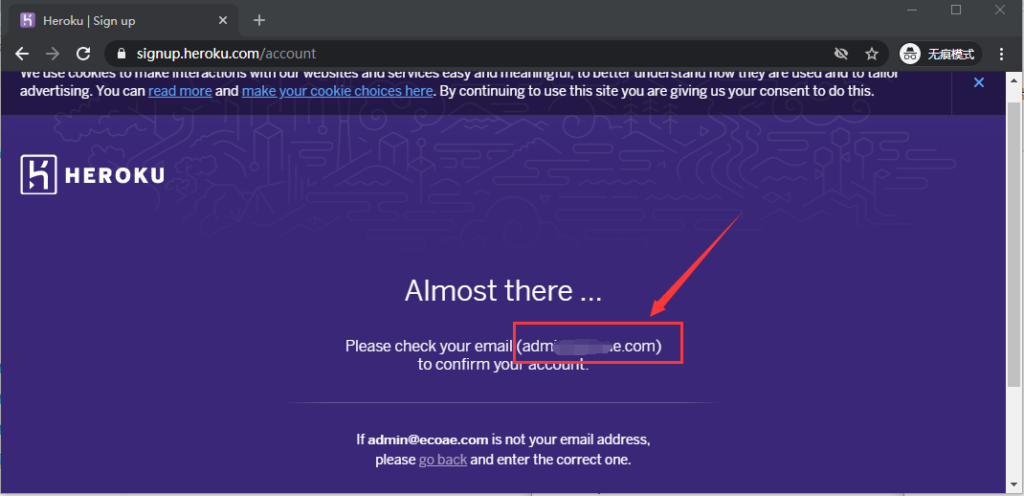 Heroku | Sign up
signup.heroku.com/account
无痕模式
We use cookies to make interactions with our websites and services easy and meaningful, to better understand how they are used and to tailor
advertising. You can read more and make your cookie choices here. By continuing to use this site you are giving us your consent to do this.
HEROKU
Almost there ...
Please check your email (adm e.com)
to confirm your account.
If admin@ecoae.com is not your email address,
please go back and enter the correct one.